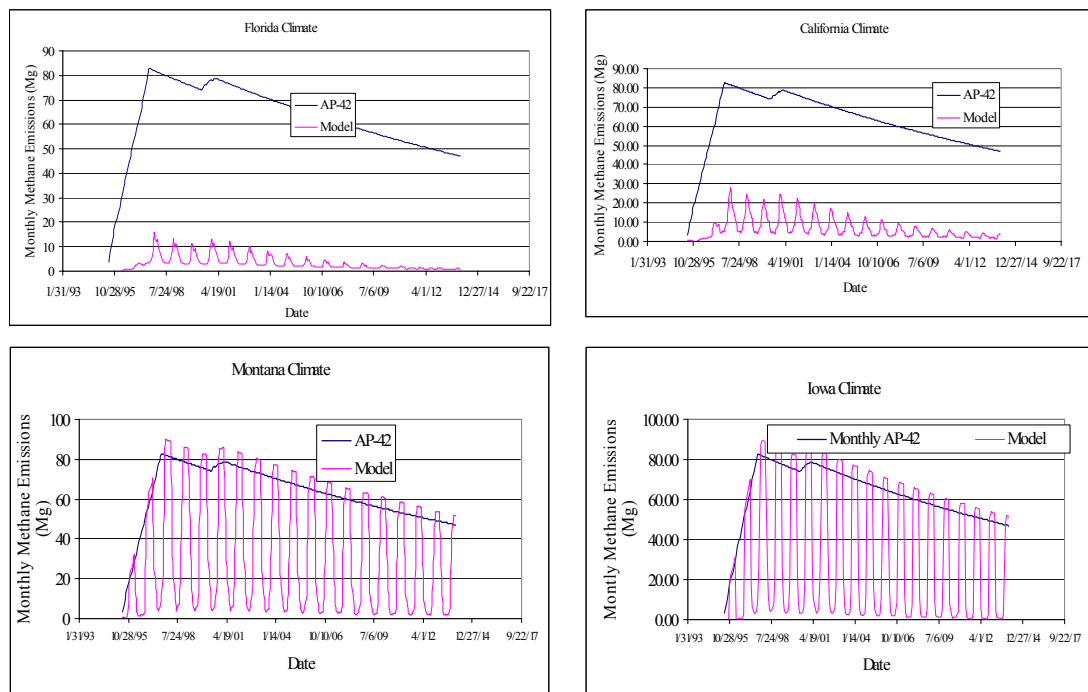 Florida Climate
Monthly Methane Emissions (Mg)
90
80
70
60
50
40
30
20
10
0
AP-42
Model
1/31/93 10/28/95 7/24/98 4/19/01 1/14/04 10/10/06 7/6/09 4/1/12 12/27/14 9/22/17
Date
California Climate
Monthly Methane Emissions (Mg)
90.00
80.00
70.00
60.00
50.00
40.00
30.00
20.00
10.00
0.00
AP-42
Model
1/31/93 10/28/95 7/24/98 4/19/01 1/14/04 10/10/06 7/6/09 4/1/12 12/27/14 9/22/17
Date
Montana Climate
Monthly Methane Emissions
(Mg)
100
80
60
40
20
0
AP-42
Model
1/31/93 10/28/95 7/24/98 4/19/01 1/14/04 10/10/06 7/6/09 4/1/12 12/27/14 9/22/17
Date
Iowa Climate
Montly Methane Emissions
(Mg)
100.00
80.00
60.00
40.00
20.00
0.00
Monthly AP-42 Model
1/31/93 10/28/95 7/24/98 4/19/01 1/14/04 10/10/06 7/6/09 4/1/12 12/27/14 9/22/17
Date